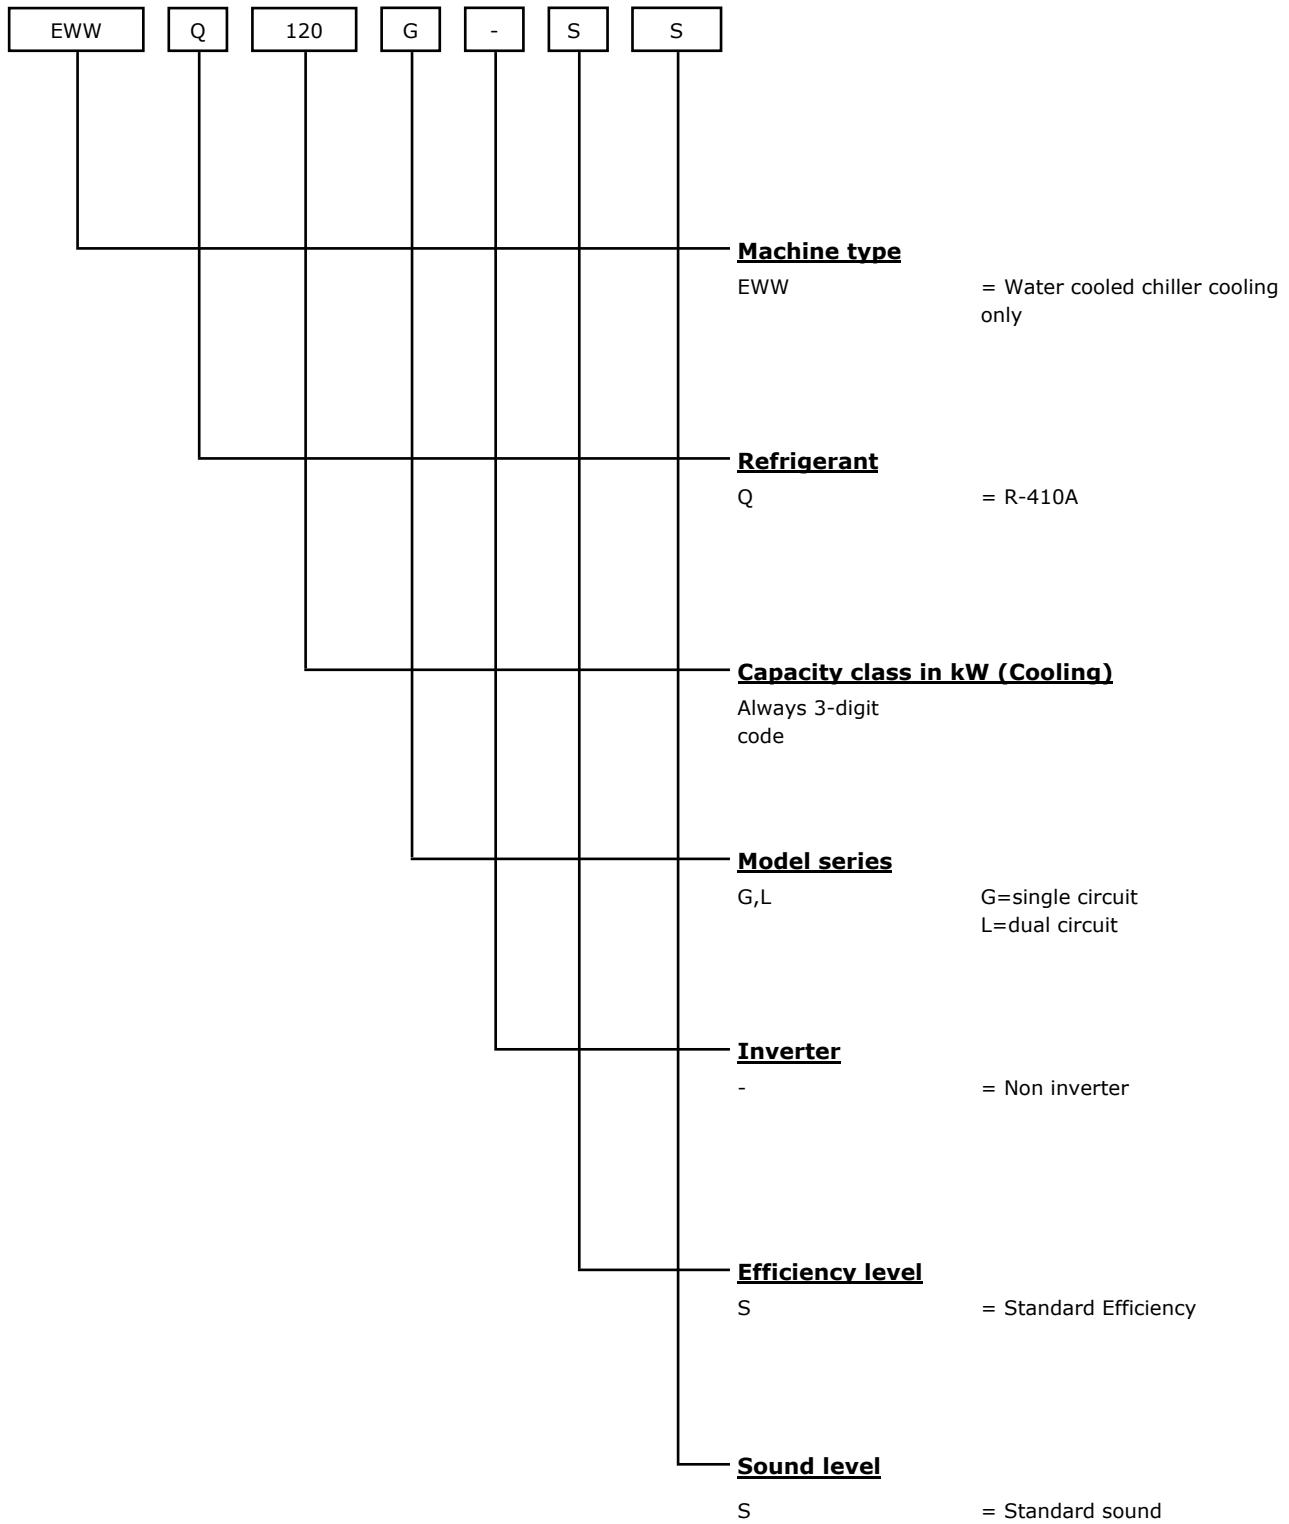 EWW Q 120 G - S S
Machine type
EWW = Water cooled chiller cooling
only
Refrigerant
Q = R-410A
Capacity class in kW (Cooling)
Always 3-digit
code
Model series
G,L G=single circuit
L=dual circuit
Inverter
- = Non inverter
Efficiency level
S = Standard Efficiency
Sound level
S = Standard sound